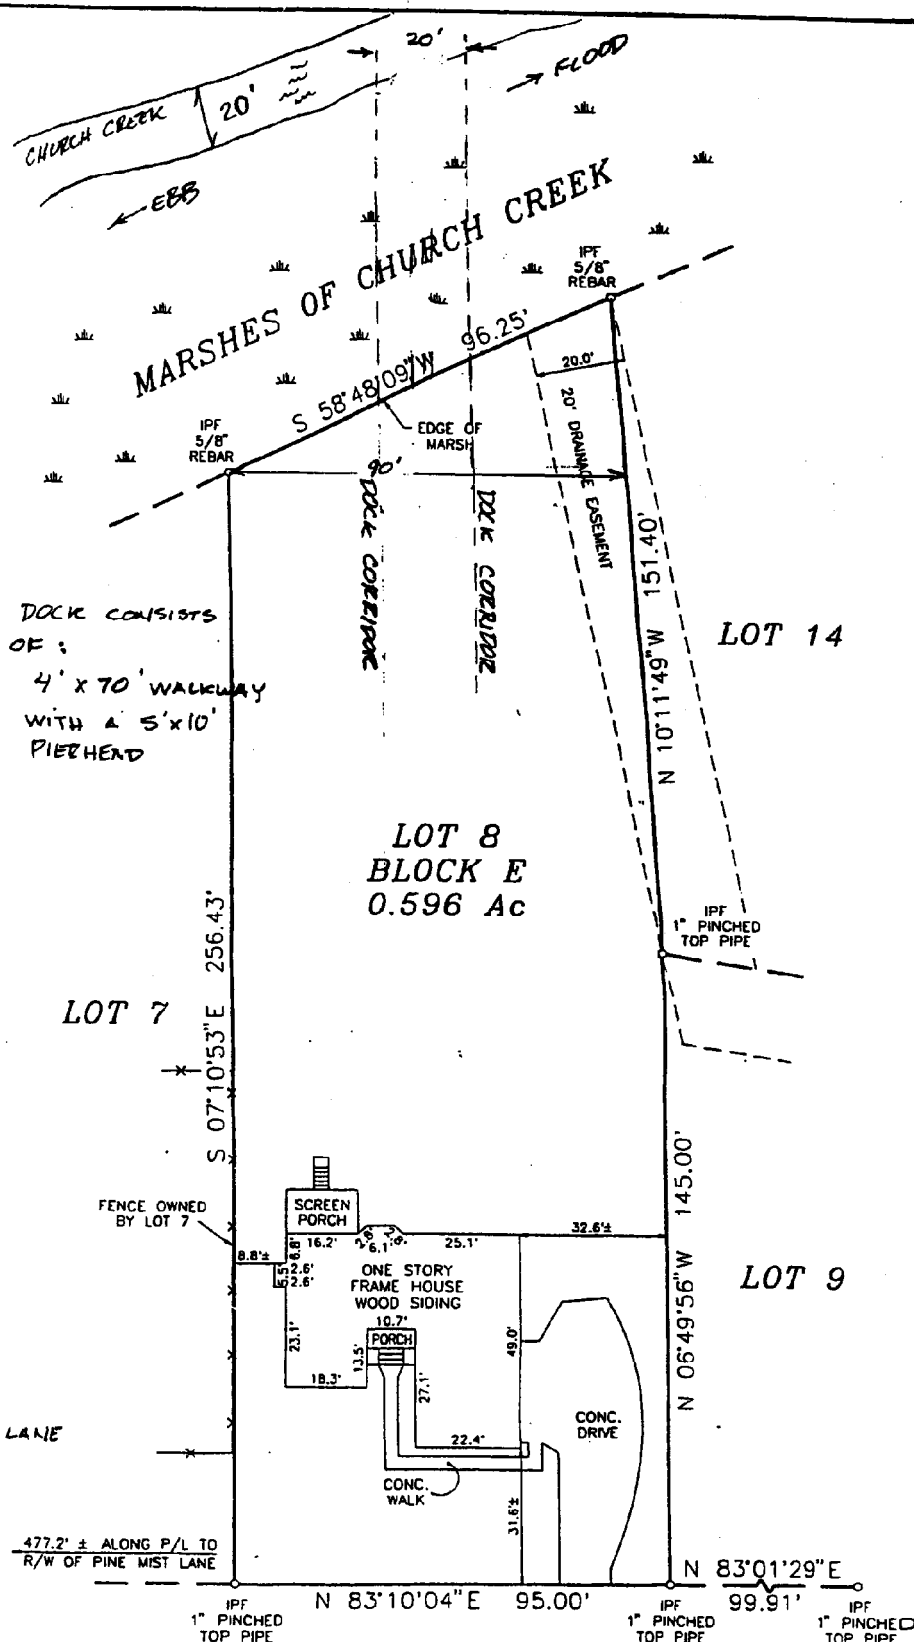 20'
FLOOD
CHURCH CREEK
20'
EBB
MARSHES OF CHURCH CREEK
IPF
5/8"
REBAR
S 58°48'09"W 96.25'
20.0'
20' DRAINAGE EASEMENT
EDGE OF
MARSH
IPF
5/8"
REBAR
90'
DOCK CORRIDOR
DOCK CORRIDOR
DOCK CONSISTS
OF :
4' X 70' WALKWAY
WITH A 5'x10'
PIERHEAD
N 10°11'49"W 151.40'
LOT 14
LOT 8
BLOCK E
0.596 Ac
IPF
1" PINCHED
TOP PIPE
LOT 7
S 07°10'53"E 256.43'
FENCE OWNED
BY LOT 7
SCREEN
PORCH
8.8'±
6.8'
16.2'
6.1'
25.1'
32.6'±
5.5'
2.6'
2.6'
ONE STORY
FRAME HOUSE
WOOD SIDING
10.7'
PORCH
23.1'
13.5'
18.3'
27.1'
49.0'
22.4'
CONC.
DRIVE
CONC.
WALK
31.6'±
N 06°49'56"W 145.00'
LOT 9
LANE
477.2' ± ALONG P/L TO
R/W OF PINE MIST LANE
N 83°10'04"E 95.00'
N 83°01'29"E
99.91'
IPF
1" PINCHED
TOP PIPE
IPF
1" PINCHED
TOP PIPE
IPF
1" PINCHED
TOP PIPE